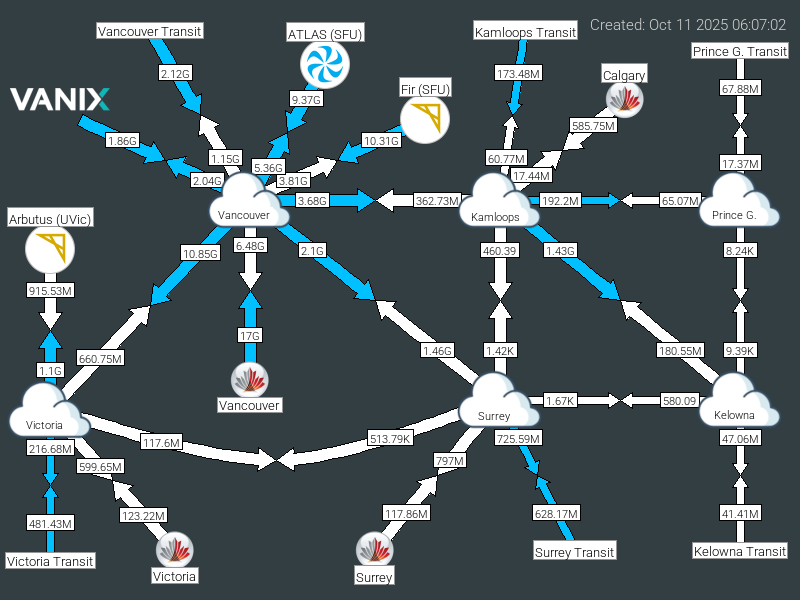 Created: Oct 11 2025 06:07:02
Vancouver Transit
ATLAS (SFU)
Kamloops Transit
Prince G. Transit
2.12G
9.37G
173.48M
Calgary
67.88M
VANIX
Fir (SFU)
1.86G
10.31G
585.75M
1.15G
5.36G
60.77M
17.37M
2.04G
3.81G
17.44M
3.68G
362.73M
192.2M
65.07M
Vancouver
Kamloops
Prince G.
Arbutus (UVic)
10.85G
6.48G
2.1G
460.39
1.43G
8.24K
915.53M
17G
660.75M
1.46G
1.42K
180.55M
9.39K
1.1G
Vancouver
1.67K
580.09
Victoria
Surrey
Kelowna
117.6M
513.79K
725.59M
47.06M
216.68M
599.65M
797M
481.43M
123.22M
117.86M
628.17M
41.41M
Victoria Transit
Victoria
Surrey
Surrey Transit
Kelowna Transit